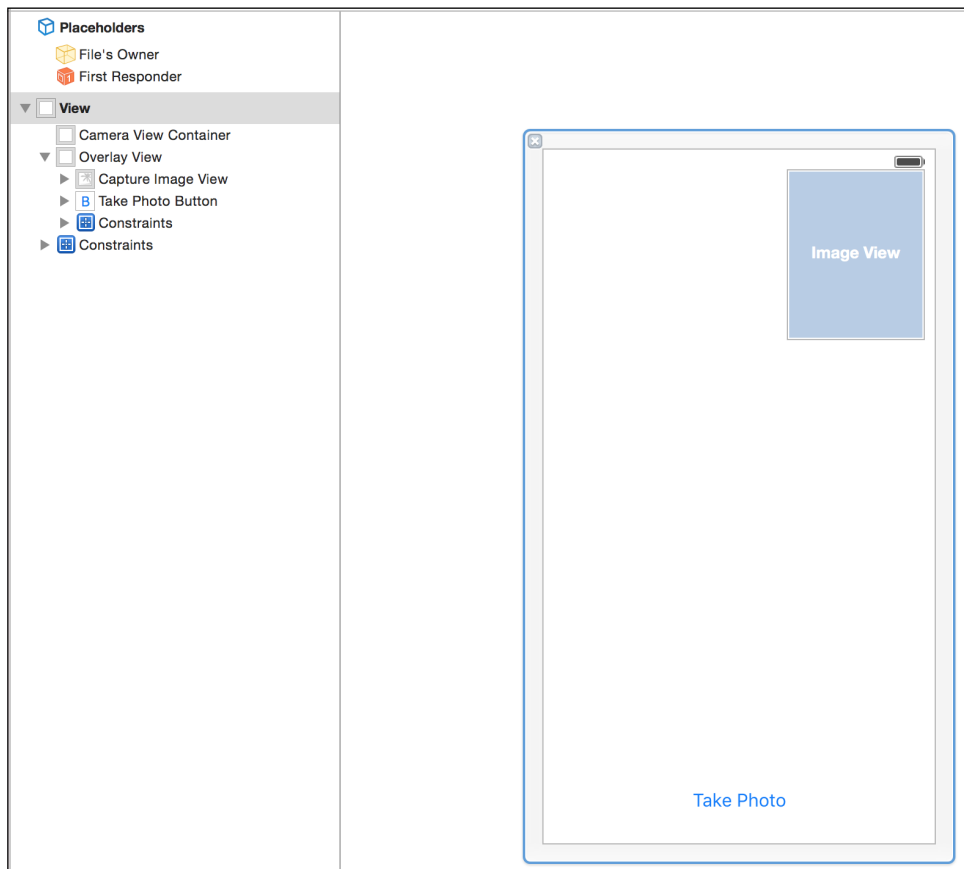 Placeholders
File's Owner
First Responder
View
Camera View Container
Overlay View
Capture Image View
B Take Photo Button
Constraints
Constraints
Image View
Take Photo